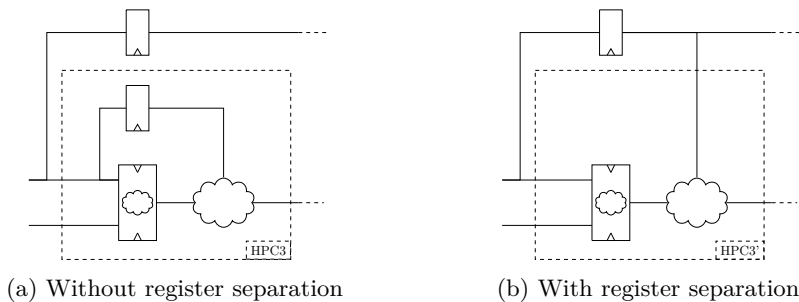 HPC3
HPC3'
(a) Without register separation
(b) With register separation